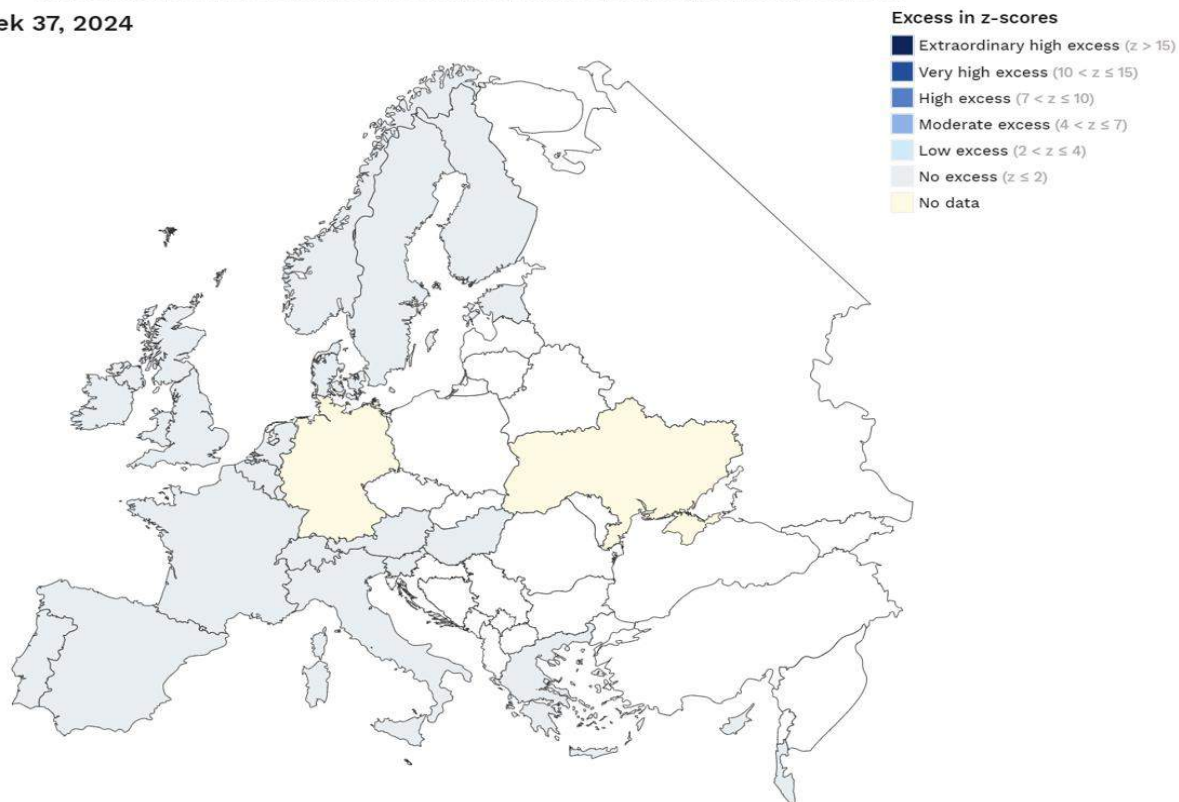 ek 37, 2024
Excess in z-scores
Extraordinary high excess (z > 15)
Very high excess (10 < z ≤ 15)
High excess (7 < z ≤ 10)
Moderate excess (4 < z ≤ 7)
Low excess (2 < z ≤ 4)
No excess (z ≤ 2)
No data